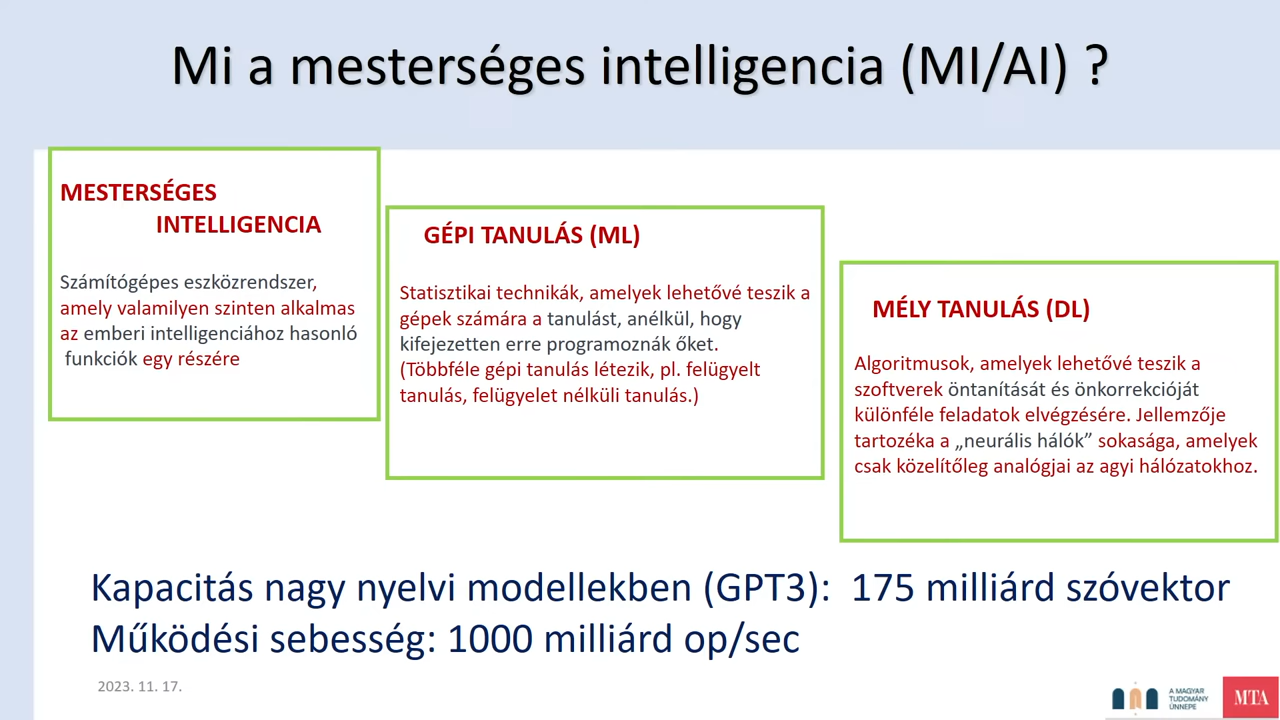 Mi a mesterséges intelligencia (MI/AI) ?
MESTERSÉGES
INTELLIGENCIA
Számítógépes eszközrendszer,
amely valamilyen szinten alkalmas
az emberi intelligenciához hasonló
funkciók egy részére
GÉPI TANULÁS (ML)
Statisztikai technikák, amelyek lehetővé teszik a
gépek számára a tanulást, anélkül, hogy
kifejezetten erre programoznák őket.
(Többféle gépi tanulás létezik, pl. felügyelt
tanulás, felügyelet nélküli tanulás.)
MÉLY TANULÁS (DL)
Algoritmusok, amelyek lehetővé teszik a
szoftverek öntanítását és önkorrekcióját
különféle feladatok elvégzésére. Jellemzője
tartozéka a „neurális hálók” sokasága, amelyek
csak közelítőleg analógjai az agyi hálózatokhoz.
Kapacitás nagy nyelvi modellekben (GPT3): 175 milliárd szóvektor
Működési sebesség: 1000 milliárd op/sec
2023. 11. 17.
A MAGYAR
TUDOMÁNY
ÜNNEPE
MTA